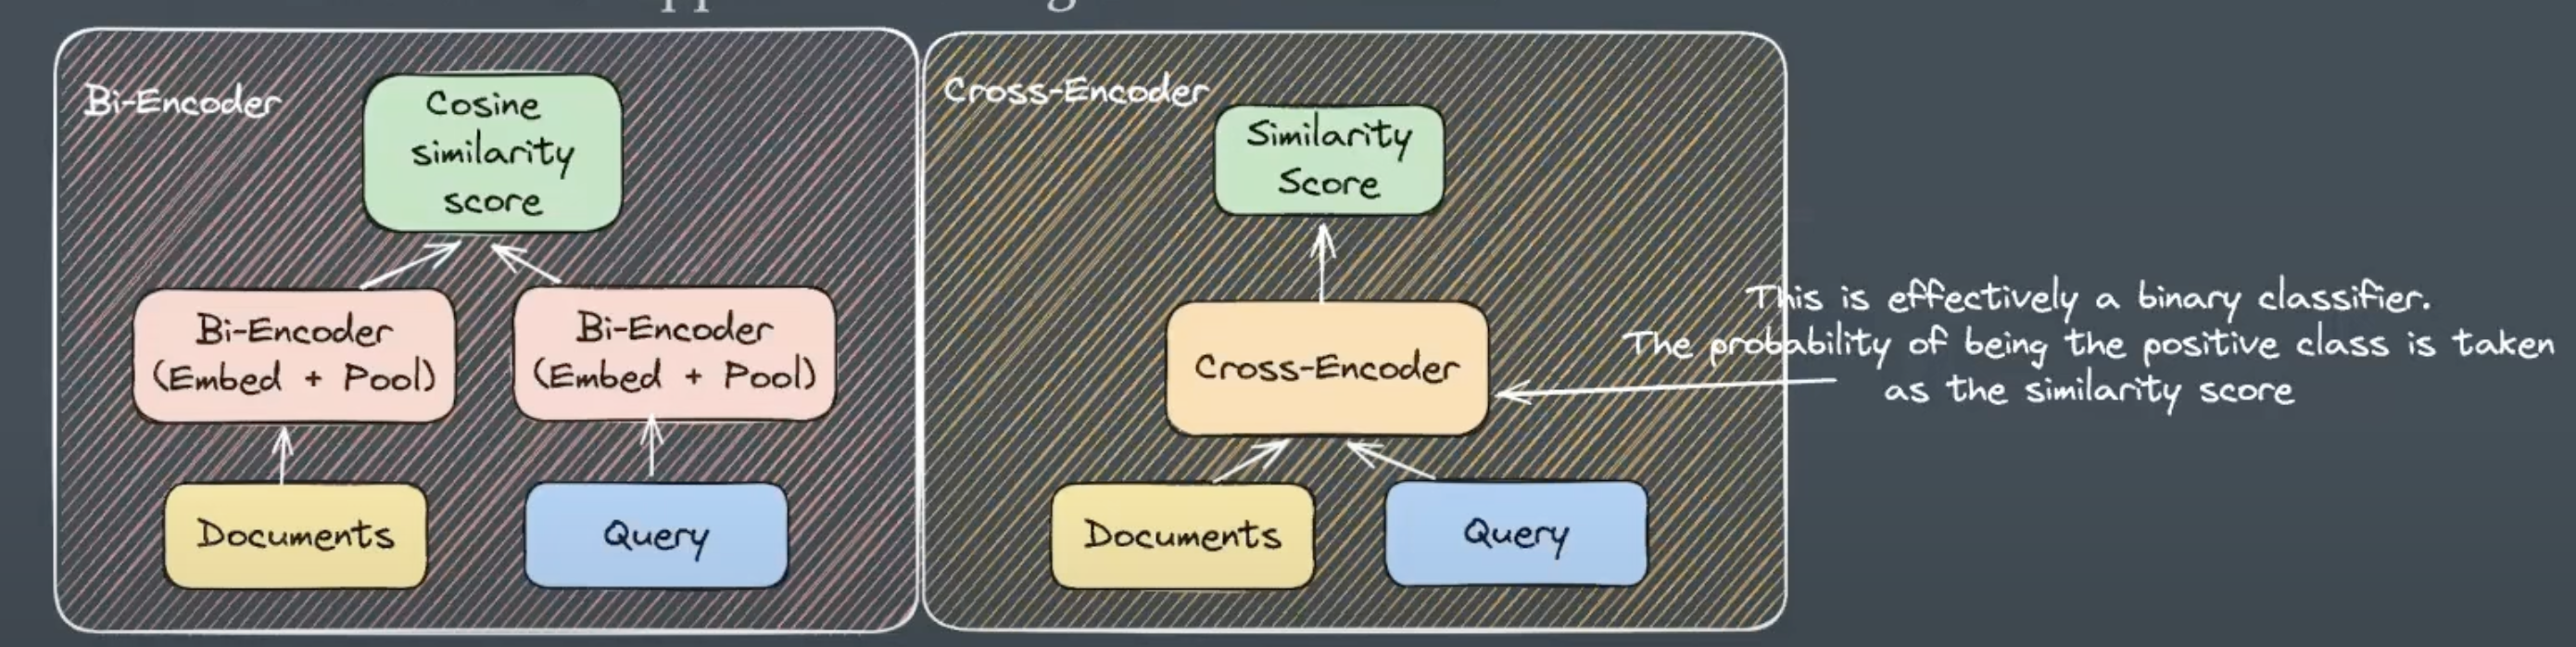 Bi-Encoder
Cosine
similarity
score
Bi-Encoder
(Embed + Pool)
Bi-Encoder
(Embed + Pool)
Documents
Query
Cross-Encoder
Similarity
Score
Cross-Encoder
Documents
Query
This is effectively a binary classifier.
The probability of being the positive class is taken
as the similarity score